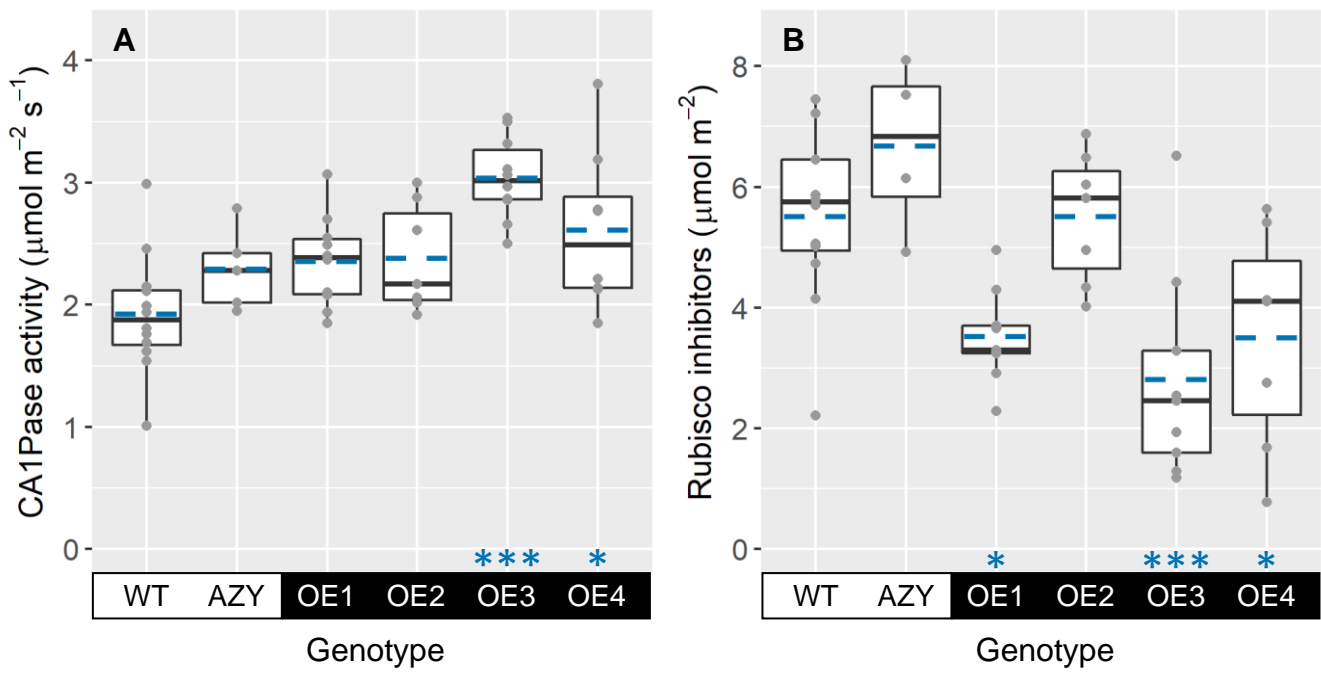 A
CA1Pase activity (μmol m⁻² s⁻¹)
4
3
2
1
0
*** *
WT AZY OE1 OE2 OE3 OE4
Genotype
B
Rubisco inhibitors (μmol m⁻²)
8
6
4
2
0
* *** *
WT AZY OE1 OE2 OE3 OE4
Genotype